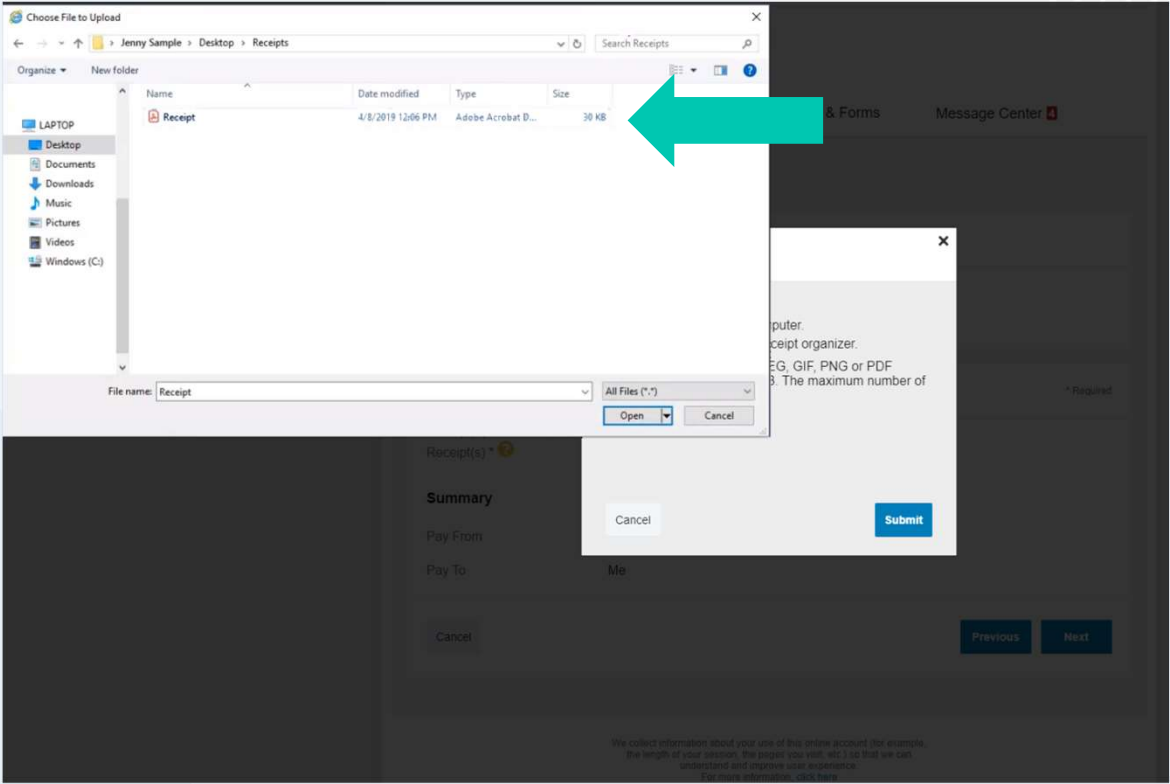 Choose File to Upload
Jenny Sample > Desktop > Receipts
Search Receipts
Organize
New folder
Name
Date modified
Type
Size
Receipt
4/8/2019 12:06 PM
Adobe Acrobat D...
30 KB
LAPTOP
Desktop
Documents
Downloads
Music
Pictures
Videos
Windows (C:)
File name:
Receipt
All Files (*.*)
Open
Cancel
& Forms
Message Center 4
puter.
ceipt organizer.
EG, GIF, PNG or PDF
The maximum number of
* Required
Receipt(s) * ?
Summary
Cancel
Submit
Pay From
Pay To
Me
Cancel
Previous
Next
We collect information about your use of this online account (for example,
the length of your session, the pages you visit, etc.) so that we can
understand and improve user experience.
For more information, click here